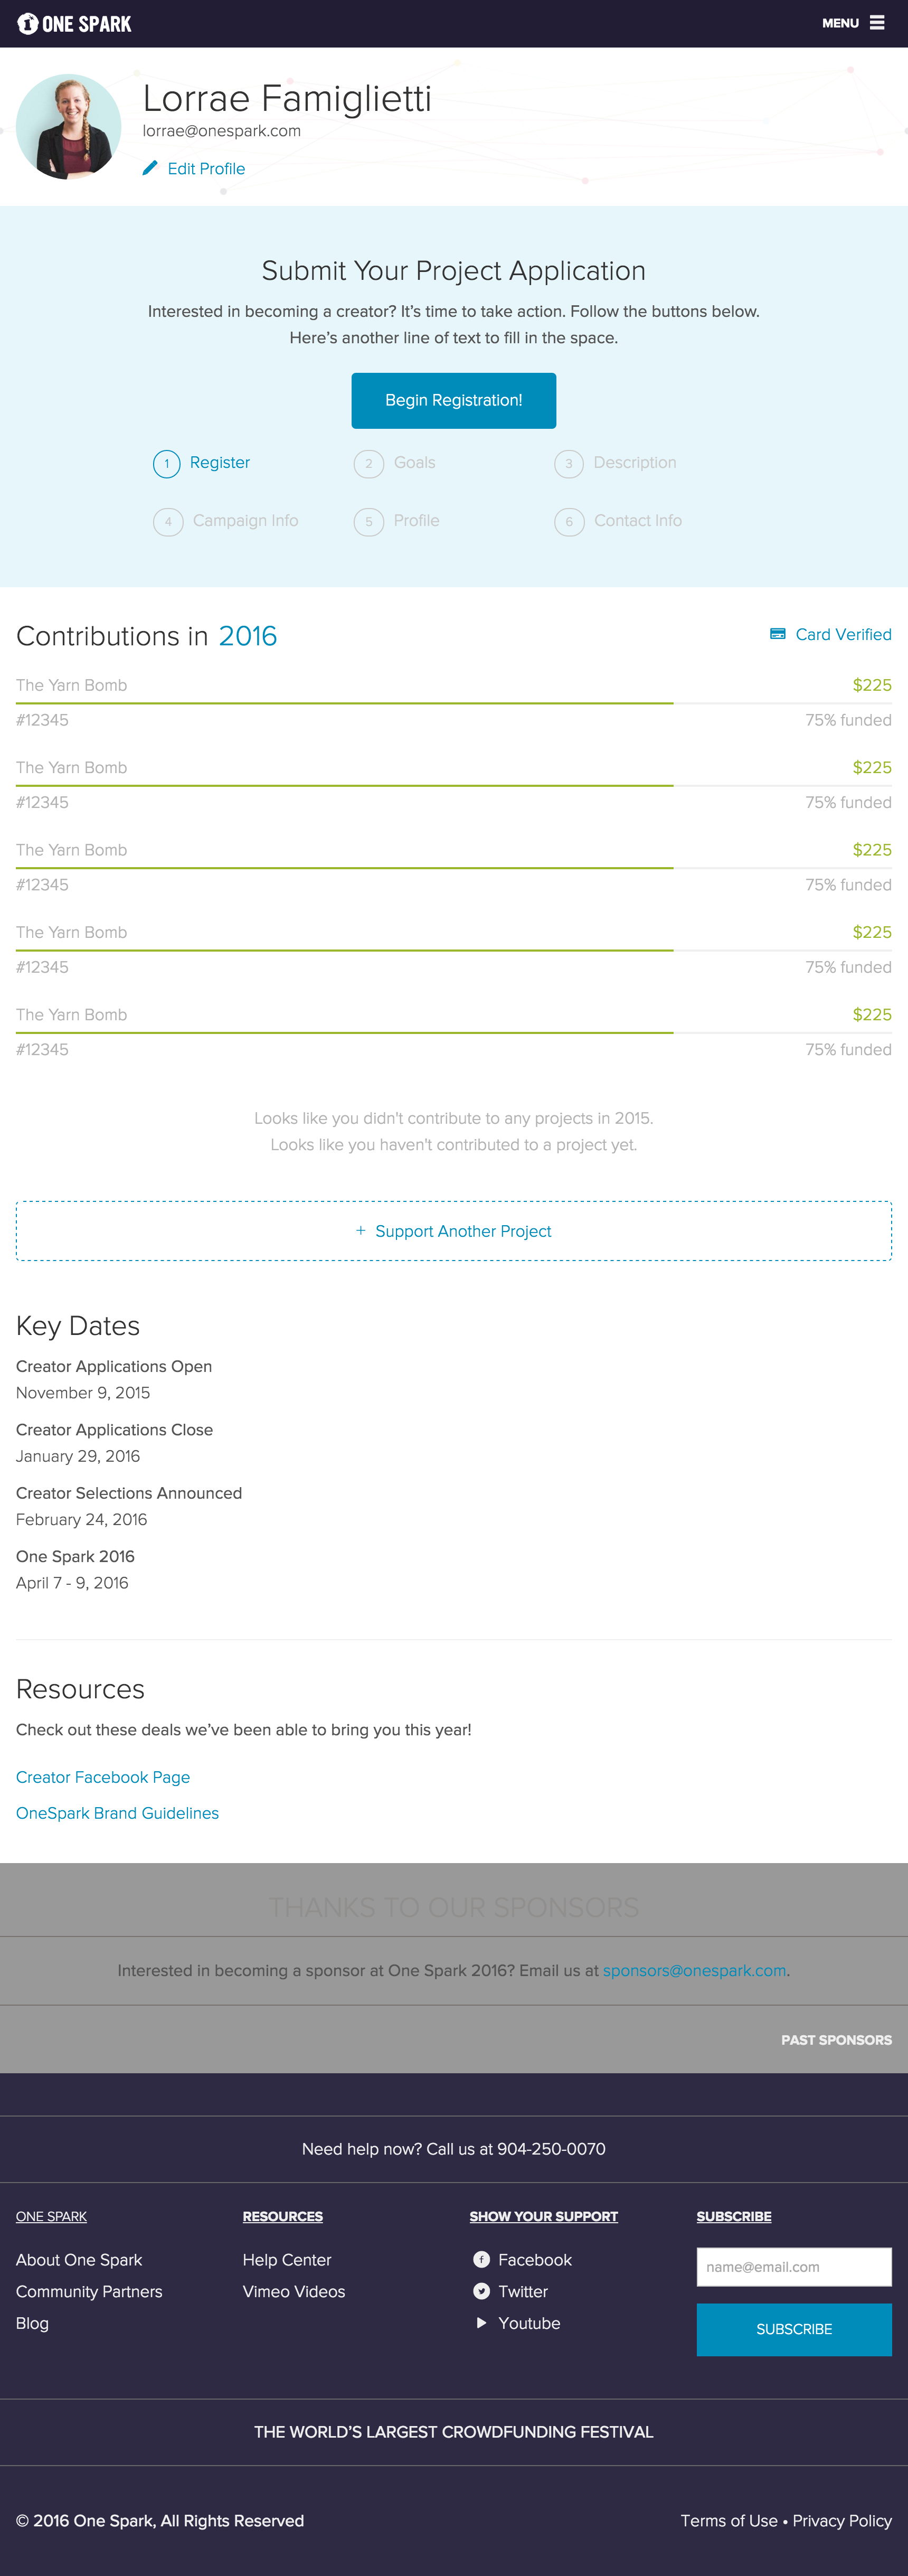 ONE SPARK
MENU
Lorrae Famiglietti
lorrae@onespark.com
Edit Profile
Submit Your Project Application
Interested in becoming a creator? It's time to take action. Follow the buttons below.
Here's another line of text to fill in the space.
Begin Registration!
1 Register
2 Goals
3 Description
4 Campaign Info
5 Profile
6 Contact Info
Contributions in 2016
Card Verified
The Yarn Bomb $225
#12345 75% funded
The Yarn Bomb $225
#12345 75% funded
The Yarn Bomb $225
#12345 75% funded
The Yarn Bomb $225
#12345 75% funded
The Yarn Bomb $225
#12345 75% funded
Looks like you didn't contribute to any projects in 2015.
Looks like you haven't contributed to a project yet.
+ Support Another Project
Key Dates
Creator Applications Open
November 9, 2015
Creator Applications Close
January 29, 2016
Creator Selections Announced
February 24, 2016
One Spark 2016
April 7 - 9, 2016
Resources
Check out these deals we've been able to bring you this year!
Creator Facebook Page
OneSpark Brand Guidelines
THANKS TO OUR SPONSORS
Interested in becoming a sponsor at One Spark 2016? Email us at sponsors@onespark.com.
PAST SPONSORS
Need help now? Call us at 904-250-0070
ONE SPARK
About One Spark
Community Partners
Blog
RESOURCES
Help Center
Vimeo Videos
SHOW YOUR SUPPORT
Facebook
Twitter
Youtube
SUBSCRIBE
name@email.com
SUBSCRIBE
THE WORLD'S LARGEST CROWDFUNDING FESTIVAL
© 2016 One Spark, All Rights Reserved
Terms of Use • Privacy Policy